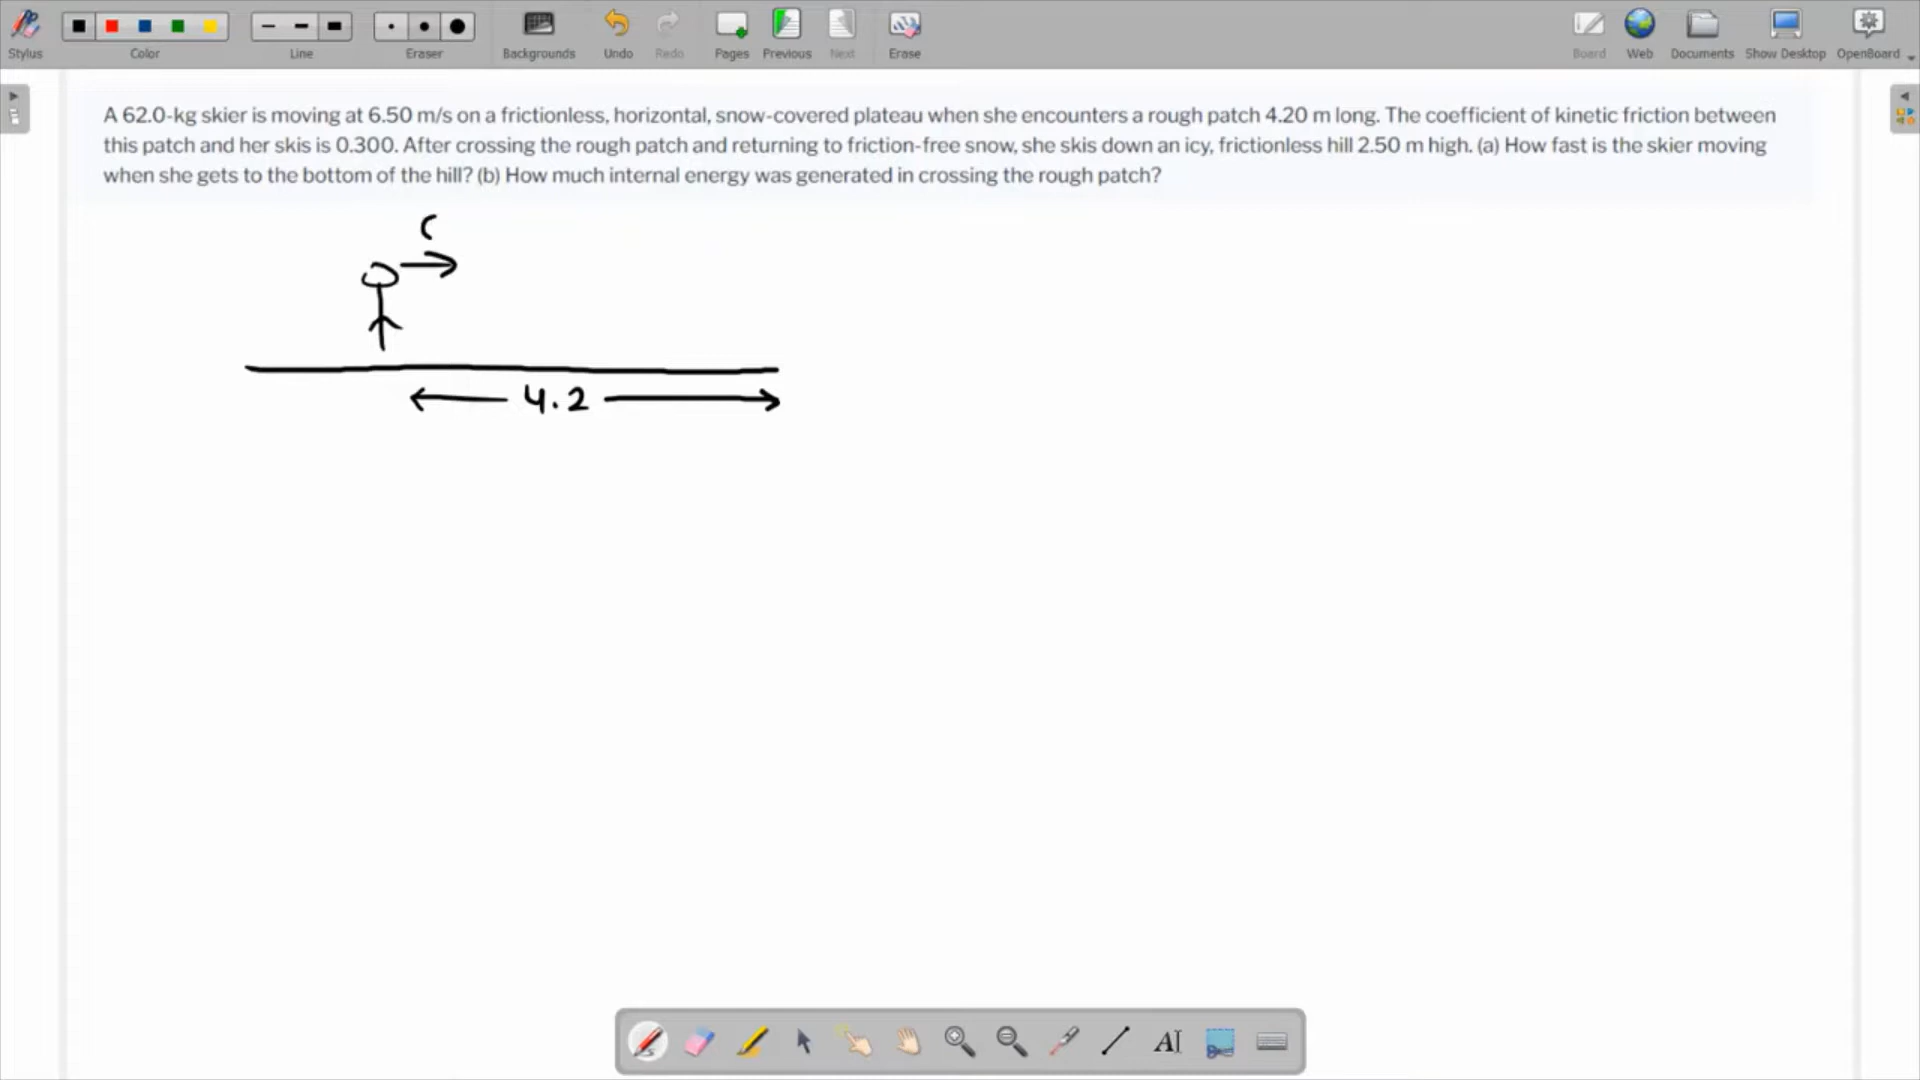 Stylus Color Line Eraser Backgrounds Undo Redo Pages Previous Next Erase Board Web Documents Show Desktop OpenBoard
A 62.0-kg skier is moving at 6.50 m/s on a frictionless, horizontal, snow-covered plateau when she encounters a rough patch 4.20 m long. The coefficient of kinetic friction between
this patch and her skis is 0.300. After crossing the rough patch and returning to friction-free snow, she skis down an icy, frictionless hill 2.50 m high. (a) How fast is the skier moving
when she gets to the bottom of the hill? (b) How much internal energy was generated in crossing the rough patch?
4.2
AI